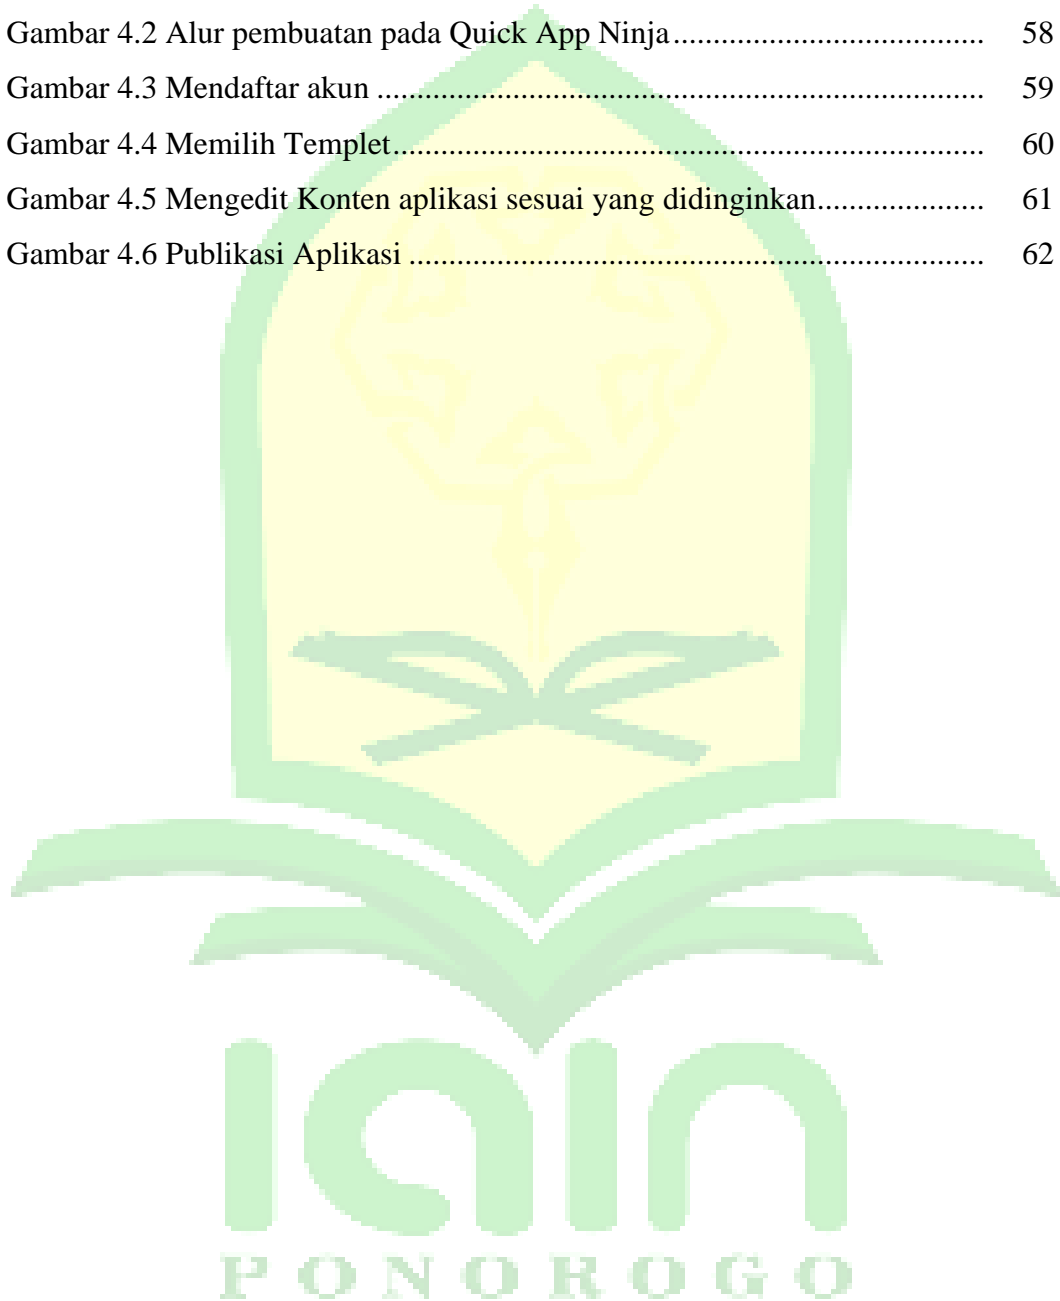 Gambar 4.2 Alur pembuatan pada Quick App Ninja ................................. 58
Gambar 4.3 Mendaftar akun ................................................................ 59
Gambar 4.4 Memilih Templet............................................................... 60
Gambar 4.5 Mengedit Konten aplikasi sesuai yang didinginkan.................. 61
Gambar 4.6 Publikasi Aplikasi ............................................................. 62
iain
PONOROGO